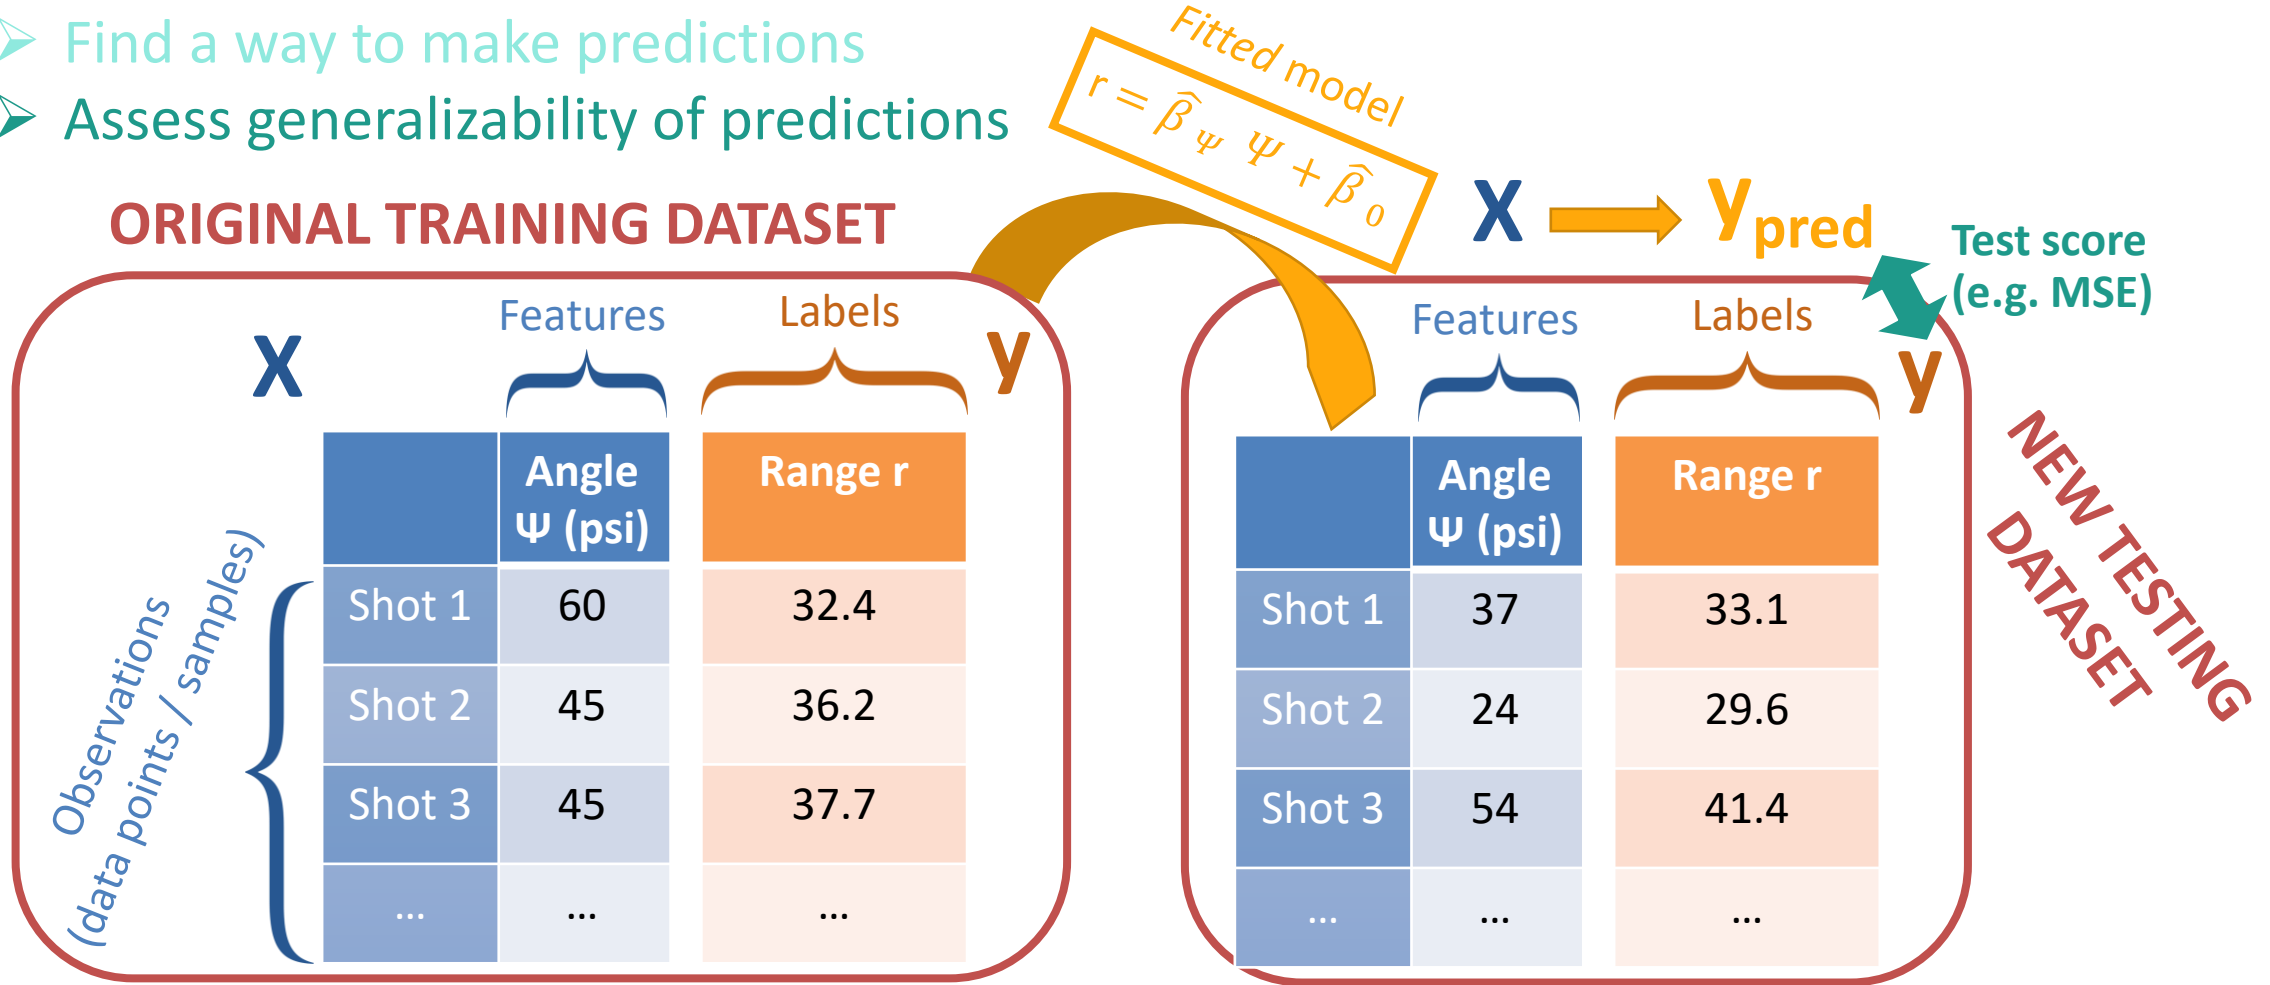 Find a way to make predictions
Assess generalizability of predictions
Fitted model
r = β̂_Ψ Ψ + β̂_0
ORIGINAL TRAINING DATASET
X
Features
Labels
y
Angle Ψ (psi)
Range r
Observations
(data points / samples)
Shot 1 60 32.4
Shot 2 45 36.2
Shot 3 45 37.7
... ... ...
X
y_pred
Test score
(e.g. MSE)
Features
Labels
y
Angle Ψ (psi)
Range r
Shot 1 37 33.1
Shot 2 24 29.6
Shot 3 54 41.4
... ... ...
NEW TESTING
DATASET